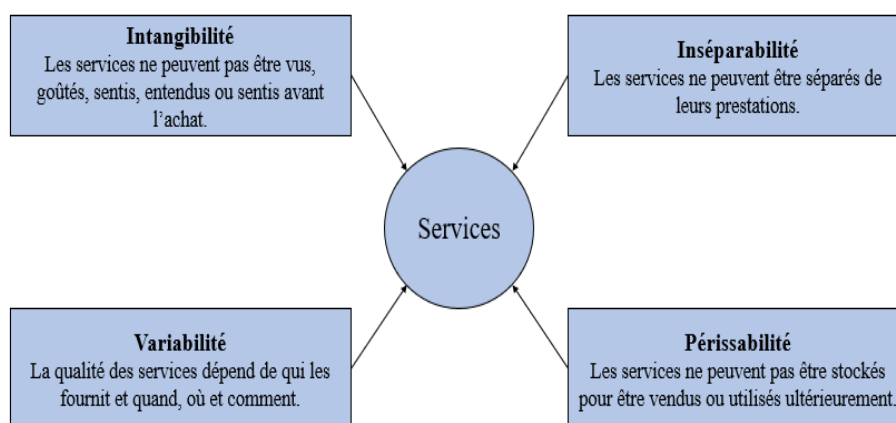 Intangibilité
Les services ne peuvent pas être vus,
goûtés, sentis, entendus ou sentis avant
l'achat.
Inséparabilité
Les services ne peuvent être séparés de
leurs prestations.
Services
Variabilité
La qualité des services dépend de qui les
fournit et quand, où et comment.
Périssabilité
Les services ne peuvent pas être stockés
pour être vendus ou utilisés ultérieurement.